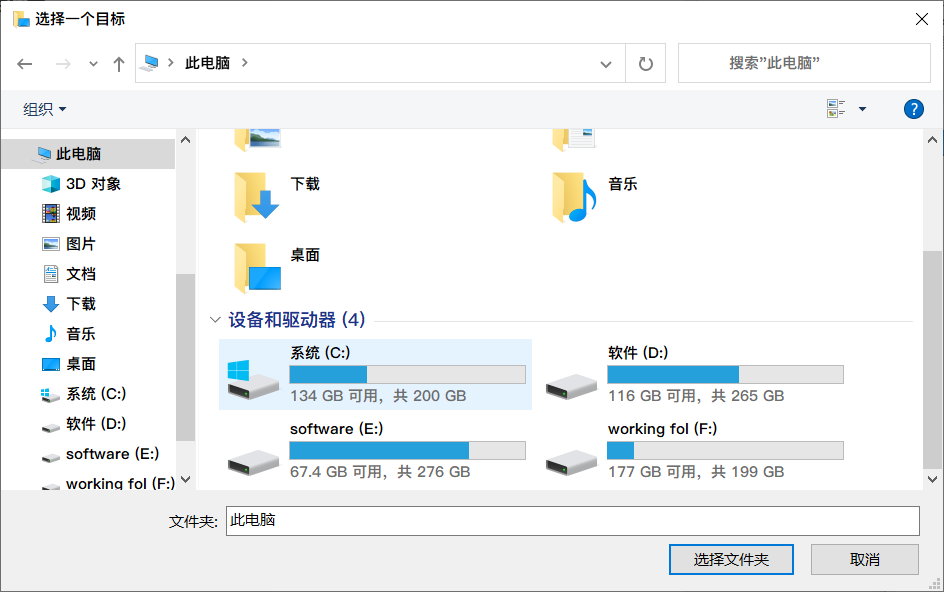 选择一个目标
此电脑
搜索"此电脑"
组织
此电脑
3D 对象
视频
图片
文档
下载
音乐
桌面
系统 (C:)
软件 (D:)
software (E:)
working fol (F:)
下载
音乐
桌面
设备和驱动器 (4)
系统 (C:)
134 GB 可用，共 200 GB
软件 (D:)
116 GB 可用，共 265 GB
software (E:)
67.4 GB 可用，共 276 GB
working fol (F:)
177 GB 可用，共 199 GB
文件夹:
此电脑
选择文件夹
取消